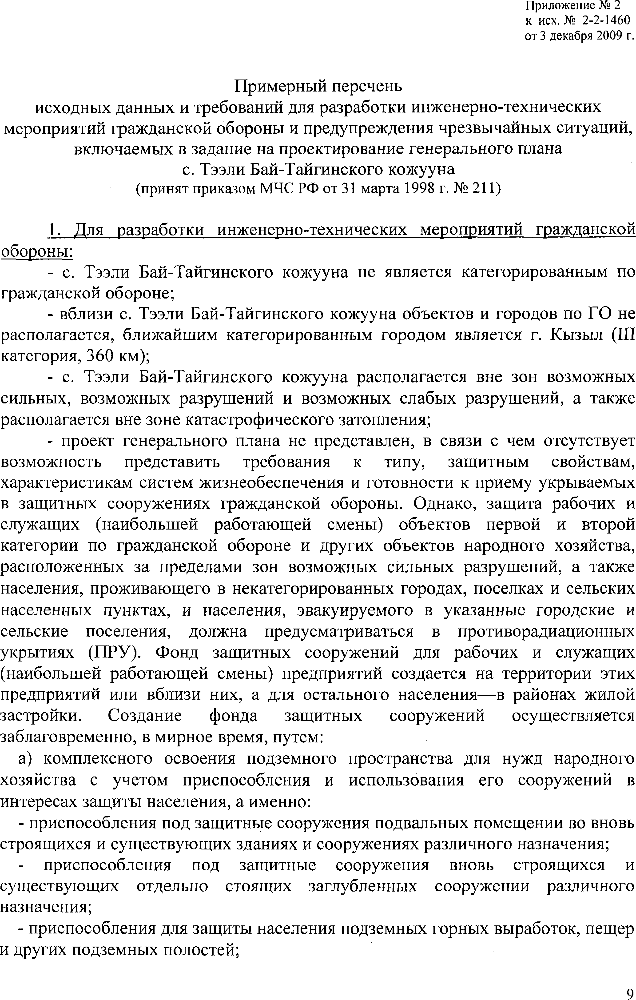 Приложение № 2
к исх. № 2-2-1460
от 3 декабря 2009 г.
Примерный перечень
исходных данных и требований для разработки инженерно-технических
мероприятий гражданской обороны и предупреждения чрезвычайных ситуаций,
включаемых в задание на проектирование генерального плана
с. Тээли Бай-Тайгинского кожууна
(принят приказом МЧС РФ от 31 марта 1998 г. № 211)
1. Для разработки инженерно-технических мероприятий гражданской
обороны:
- с. Тээли Бай-Тайгинского кожууна не является категорированным по
гражданской обороне;
- вблизи с. Тээли Бай-Тайгинского кожууна объектов и городов по ГО не
располагается, ближайшим категорированным городом является г. Кызыл (III
категория, 360 км);
- с. Тээли Бай-Тайгинского кожууна располагается вне зон возможных
сильных, возможных разрушений и возможных слабых разрушений, а также
располагается вне зоне катастрофического затопления;
- проект генерального плана не представлен, в связи с чем отсутствует
возможность представить требования к типу, защитным свойствам,
характеристикам систем жизнеобеспечения и готовности к приему укрываемых
в защитных сооружениях гражданской обороны. Однако, защита рабочих и
служащих (наибольшей работающей смены) объектов первой и второй
категории по гражданской обороне и других объектов народного хозяйства,
расположенных за пределами зон возможных сильных разрушений, а также
населения, проживающего в некатегорированных городах, поселках и сельских
населенных пунктах, и населения, эвакуируемого в указанные городские и
сельские поселения, должна предусматриваться в противорадиационных
укрытиях (ПРУ). Фонд защитных сооружений для рабочих и служащих
(наибольшей работающей смены) предприятий создается на территории этих
предприятий или вблизи них, а для остального населения—в районах жилой
застройки. Создание фонда защитных сооружений осуществляется
заблаговременно, в мирное время, путем:
а) комплексного освоения подземного пространства для нужд народного
хозяйства с учетом приспособления и использования его сооружений в
интересах защиты населения, а именно:
- приспособления под защитные сооружения подвальных помещении во вновь
строящихся и существующих зданиях и сооружениях различного назначения;
- приспособления под защитные сооружения вновь строящихся и
существующих отдельно стоящих заглубленных сооружении различного
назначения;
- приспособления для защиты населения подземных горных выработок, пещер
и других подземных полостей;
9